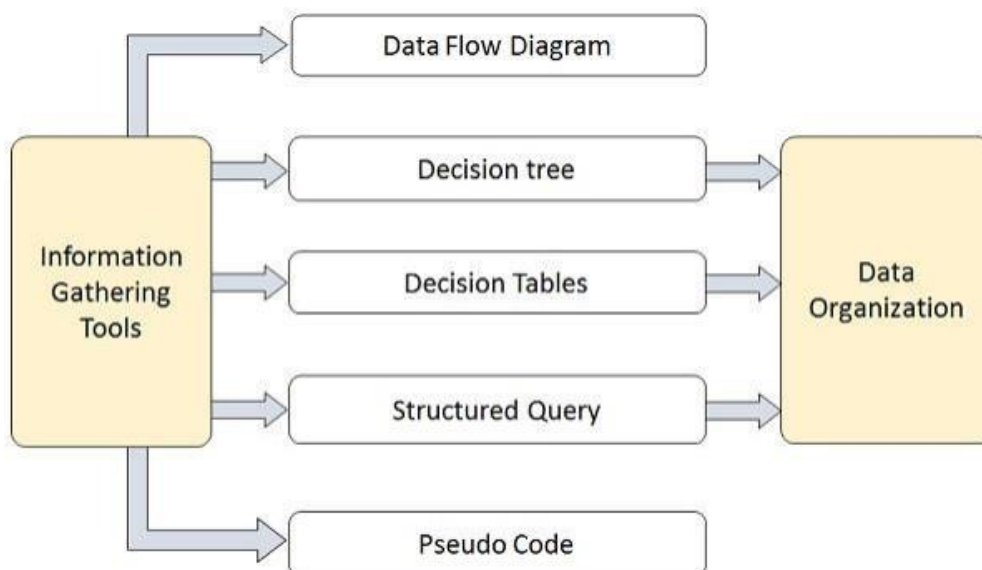 Data Flow Diagram
Decision tree
Information
Gathering
Tools
Decision Tables
Data
Organization
Structured Query
Pseudo Code